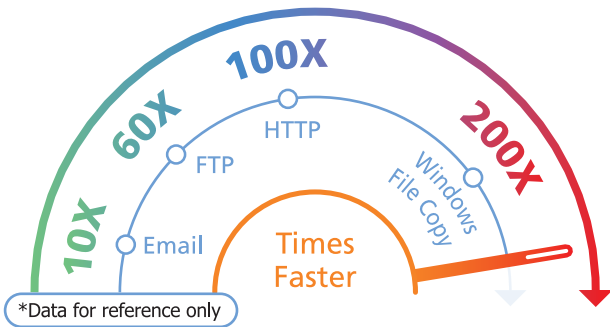 10X
60X
100X
200X
Email
FTP
HTTP
Windows
File Copy
Times
Faster
*Data for reference only